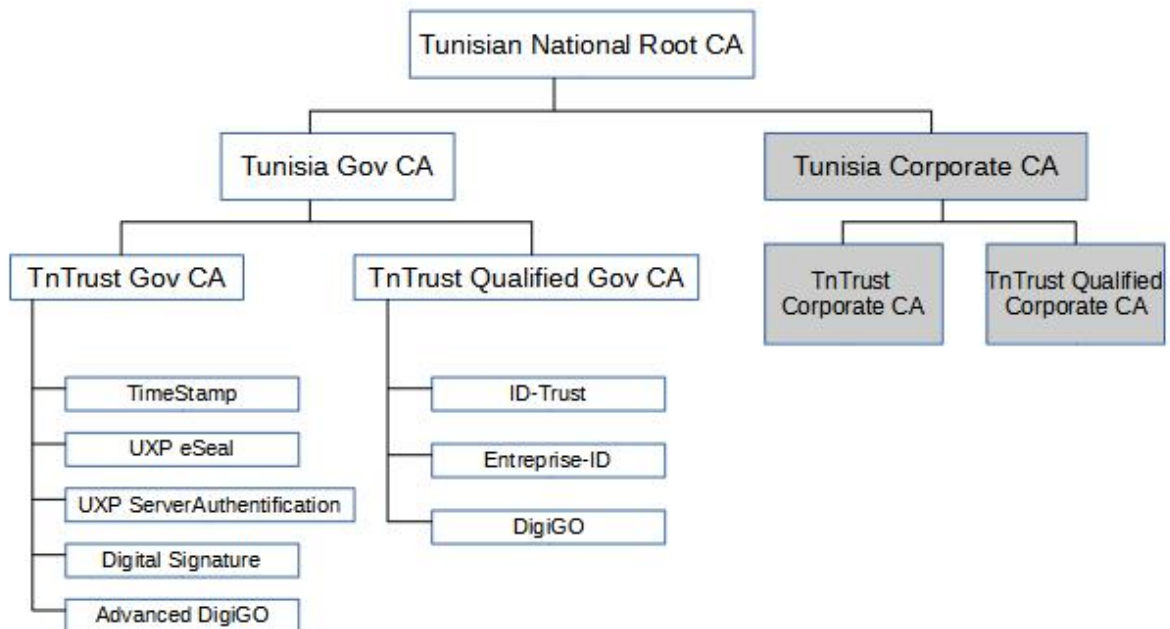 Tunisian National Root CA
Tunisia Gov CA
Tunisia Corporate CA
TnTrust Gov CA
TnTrust Qualified Gov CA
TnTrust
Corporate CA
TnTrust Qualified
Corporate CA
TimeStamp
UXP eSeal
UXP ServerAuthentification
Digital Signature
Advanced DigiGO
ID-Trust
Entreprise-ID
DigiGO